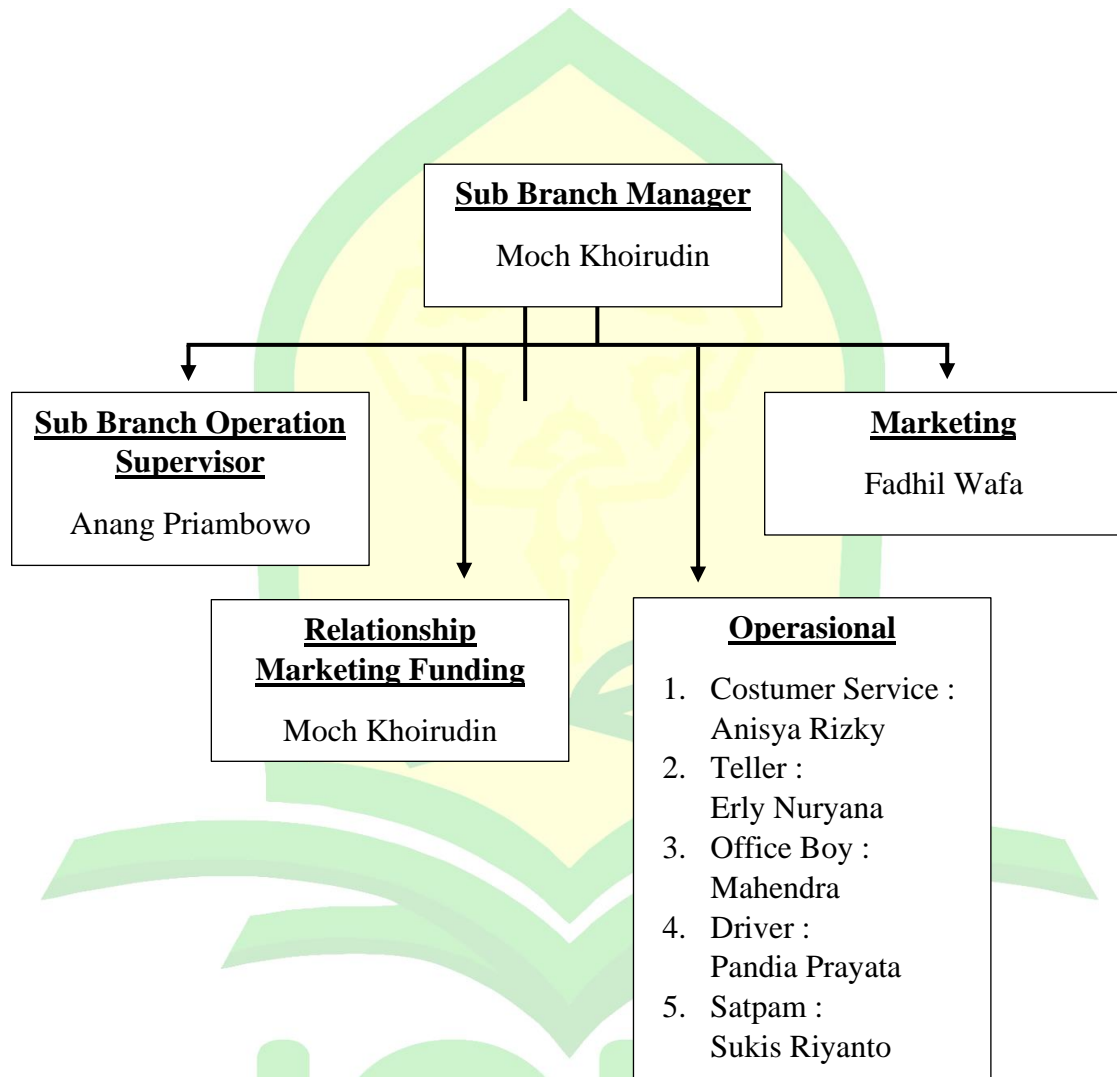 Sub Branch Manager
Moch Khoirudin
Sub Branch Operation
Supervisor
Anang Priambowo
Marketing
Fadhil Wafa
Relationship
Marketing Funding
Moch Khoirudin
Operasional
1. Costumer Service :
Anisya Rizky
2. Teller :
Erly Nuryana
3. Office Boy :
Mahendra
4. Driver :
Pandia Prayata
5. Satpam :
Sukis Riyanto